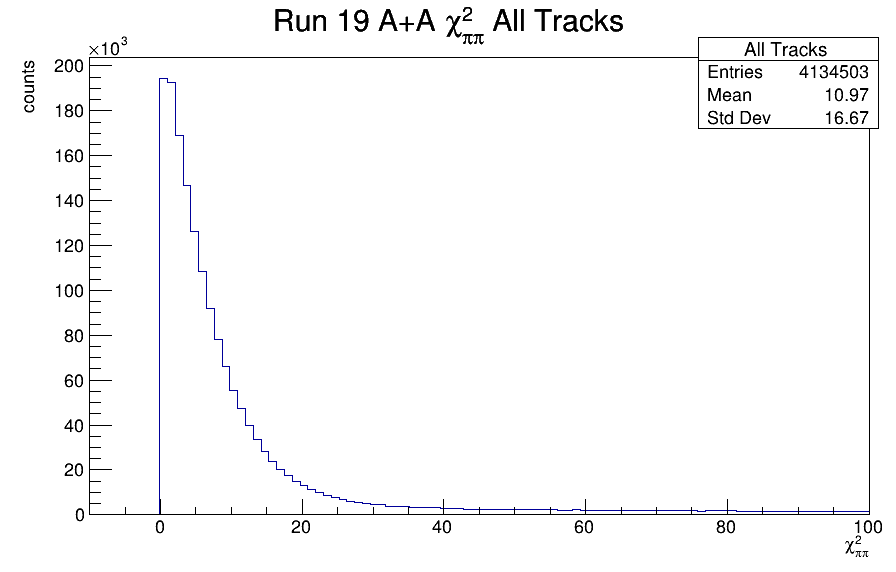 Run 19 A+A χ²ππ All Tracks
×10³
counts
All Tracks
Entries 4134503
Mean 10.97
Std Dev 16.67
200
180
160
140
120
100
80
60
40
20
0
0 20 40 60 80 100
χ²ππ